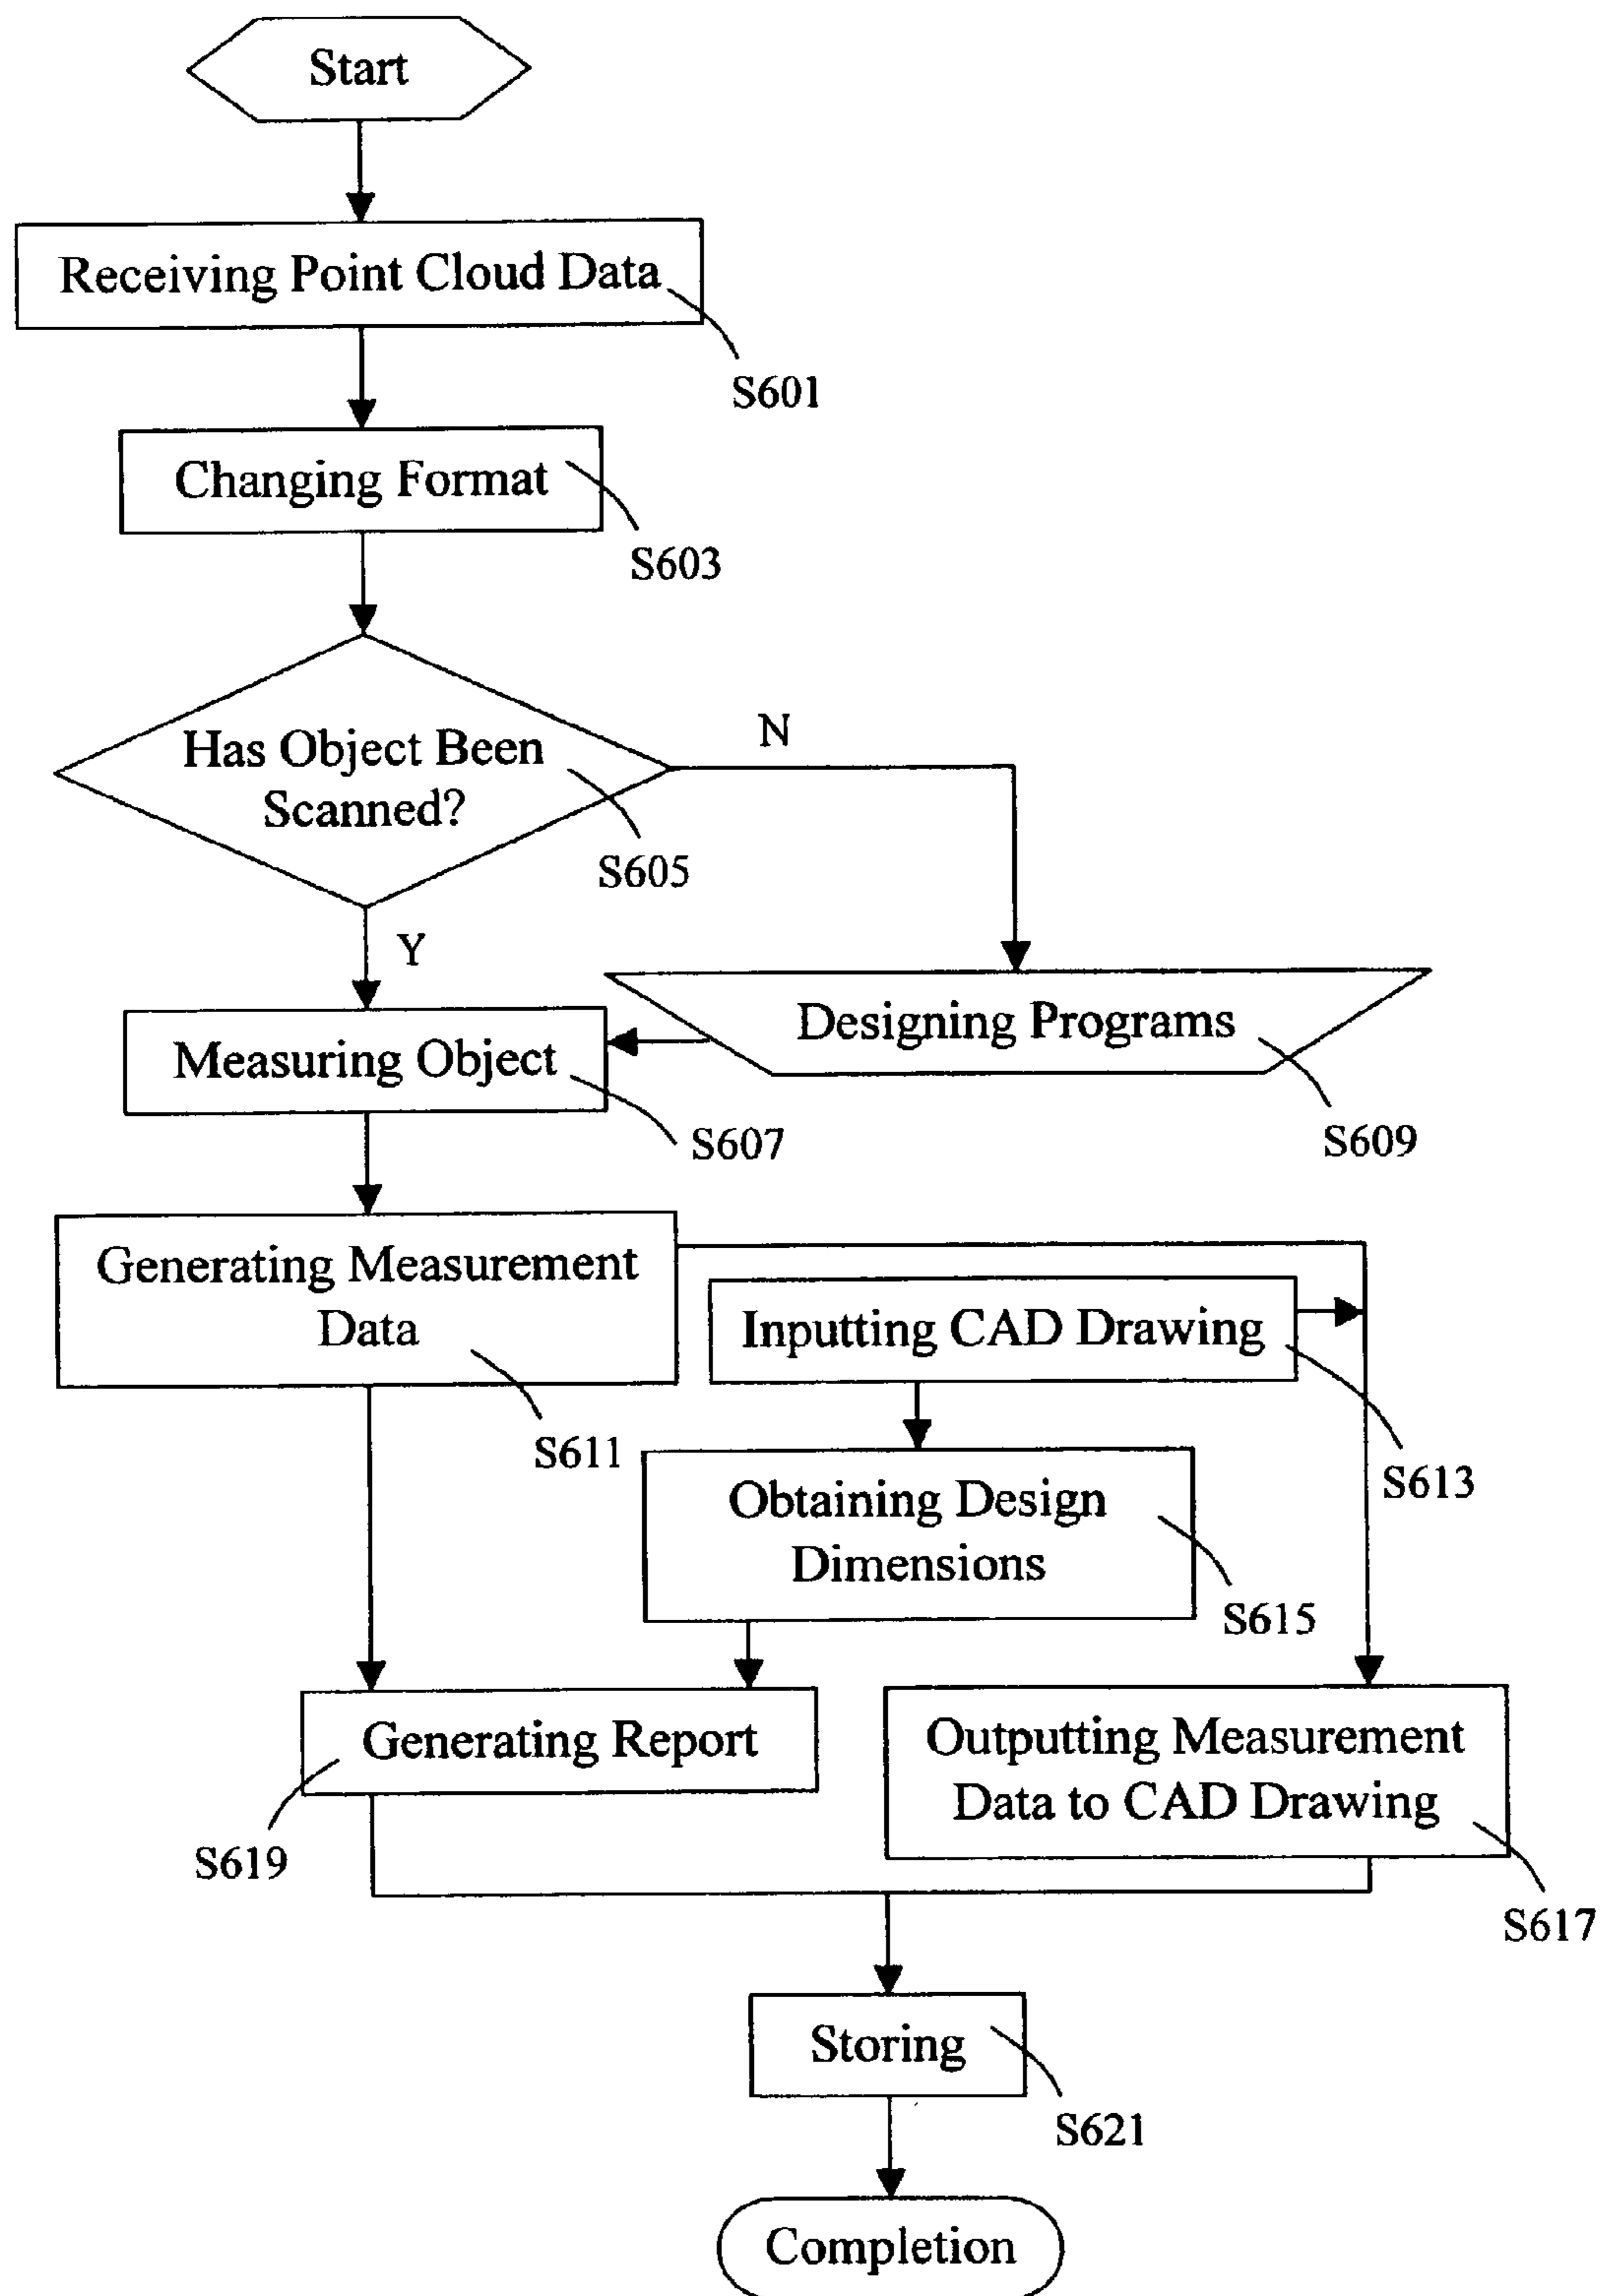 Start
Receiving Point Cloud Data
S601
Changing Format
S603
Has Object Been
Scanned?
N
S605
Y
Designing Programs
Measuring Object
S607
S609
Generating Measurement
Data
Inputting CAD Drawing
S611
S613
Obtaining Design
Dimensions
S615
Generating Report
Outputting Measurement
Data to CAD Drawing
S619
S617
Storing
S621
Completion